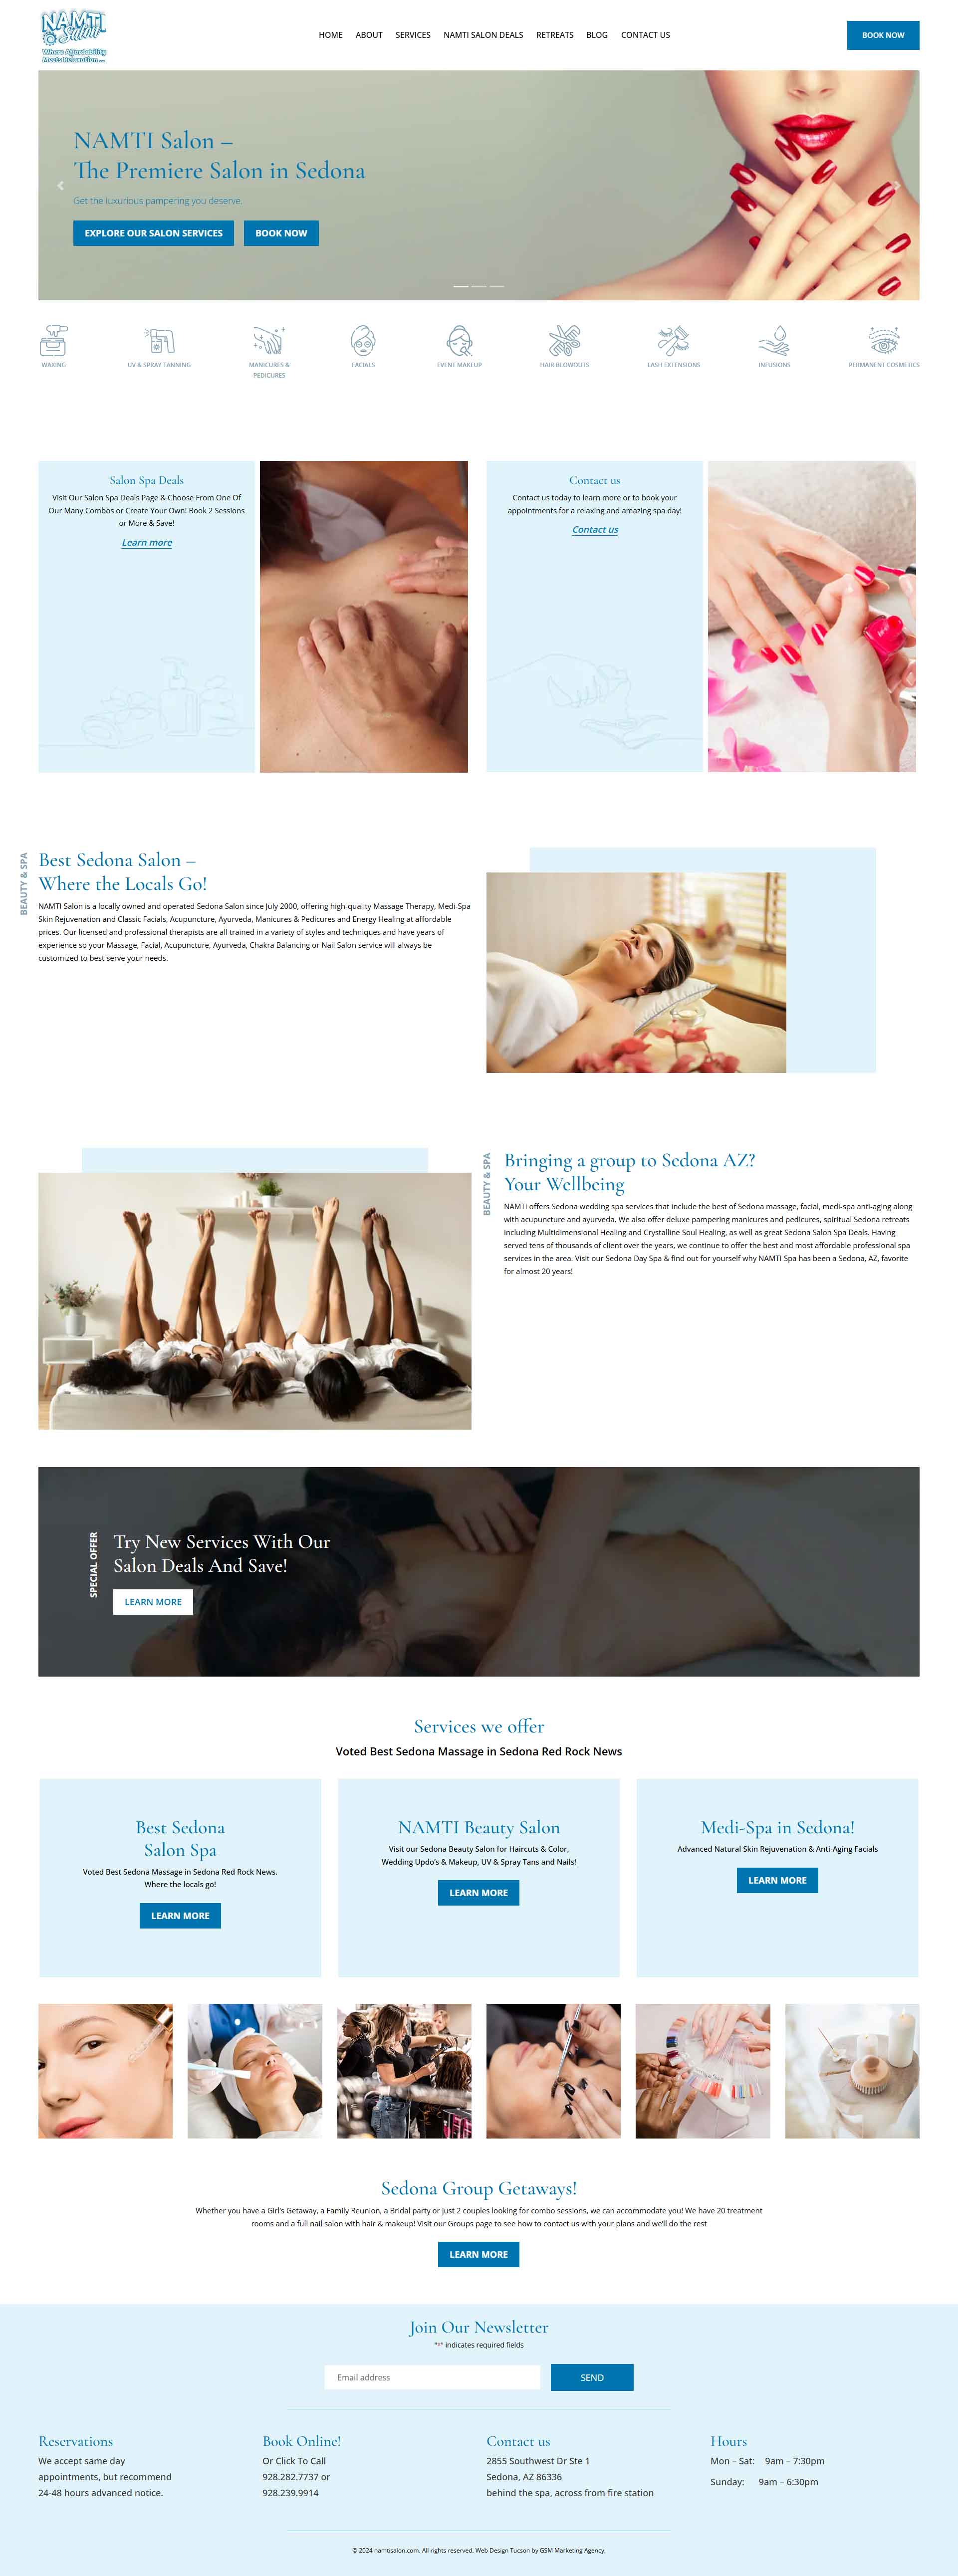 NAMTI
Salon
Where Affordability
Meets Relaxation ...
HOME ABOUT SERVICES NAMTI SALON DEALS RETREATS BLOG CONTACT US
BOOK NOW
NAMTI Salon –
The Premiere Salon in Sedona
Get the luxurious pampering you deserve.
EXPLORE OUR SALON SERVICES BOOK NOW
WAXING
UV & SPRAY TANNING
MANICURES &
PEDICURES
FACIALS
EVENT MAKEUP
HAIR BLOWOUTS
LASH EXTENSIONS
INFUSIONS
PERMANENT COSMETICS
Salon Spa Deals
Visit Our Salon Spa Deals Page & Choose From One Of
Our Many Combos or Create Your Own! Book 2 Sessions
or More & Save!
Learn more
Contact us
Contact us today to learn more or to book your
appointments for a relaxing and amazing spa day!
Contact us
BEAUTY & SPA
Best Sedona Salon –
Where the Locals Go!
NAMTI Salon is a locally owned and operated Sedona Salon since July 2000, offering high-quality Massage Therapy, Medi-Spa
Skin Rejuvenation and Classic Facials, Acupuncture, Ayurveda, Manicures & Pedicures and Energy Healing at affordable
prices. Our licensed and professional therapists are all trained in a variety of styles and techniques and have years of
experience so your Massage, Facial, Acupuncture, Ayurveda, Chakra Balancing or Nail Salon service will always be
customized to best serve your needs.
BEAUTY & SPA
Bringing a group to Sedona AZ?
Your Wellbeing
NAMTI offers Sedona wedding spa services that include the best of Sedona massage, facial, medi-spa anti-aging along
with acupuncture and ayurveda. We also offer deluxe pampering manicures and pedicures, spiritual Sedona retreats
including Multidimensional Healing and Crystalline Soul Healing, as well as great Sedona Salon Spa Deals. Having
served tens of thousands of client over the years, we continue to offer the best and most affordable professional spa
services in the area. Visit our Sedona Day Spa & find out for yourself why NAMTI Spa has been a Sedona, AZ, favorite
for almost 20 years!
SPECIAL OFFER
Try New Services With Our
Salon Deals And Save!
LEARN MORE
Services we offer
Voted Best Sedona Massage in Sedona Red Rock News
Best Sedona
Salon Spa
Voted Best Sedona Massage in Sedona Red Rock News.
Where the locals go!
LEARN MORE
NAMTI Beauty Salon
Visit our Sedona Beauty Salon for Haircuts & Color,
Wedding Updo's & Makeup, UV & Spray Tans and Nails!
LEARN MORE
Medi-Spa in Sedona!
Advanced Natural Skin Rejuvenation & Anti-Aging Facials
LEARN MORE
Sedona Group Getaways!
Whether you have a Girl's Getaway, a Family Reunion, a Bridal party or just 2 couples looking for combo sessions, we can accommodate you! We have 20 treatment
rooms and a full nail salon with hair & makeup! Visit our Groups page to see how to contact us with your plans and we'll do the rest
LEARN MORE
Join Our Newsletter
"*" indicates required fields
Email address
SEND
Reservations
We accept same day
appointments, but recommend
24-48 hours advanced notice.
Book Online!
Or Click To Call
928.282.7737 or
928.239.9914
Contact us
2855 Southwest Dr Ste 1
Sedona, AZ 86336
behind the spa, across from fire station
Hours
Mon – Sat: 9am – 7:30pm
Sunday: 9am – 6:30pm
© 2024 namtisalon.com. All rights reserved. Web Design Tucson by GSM Marketing Agency.